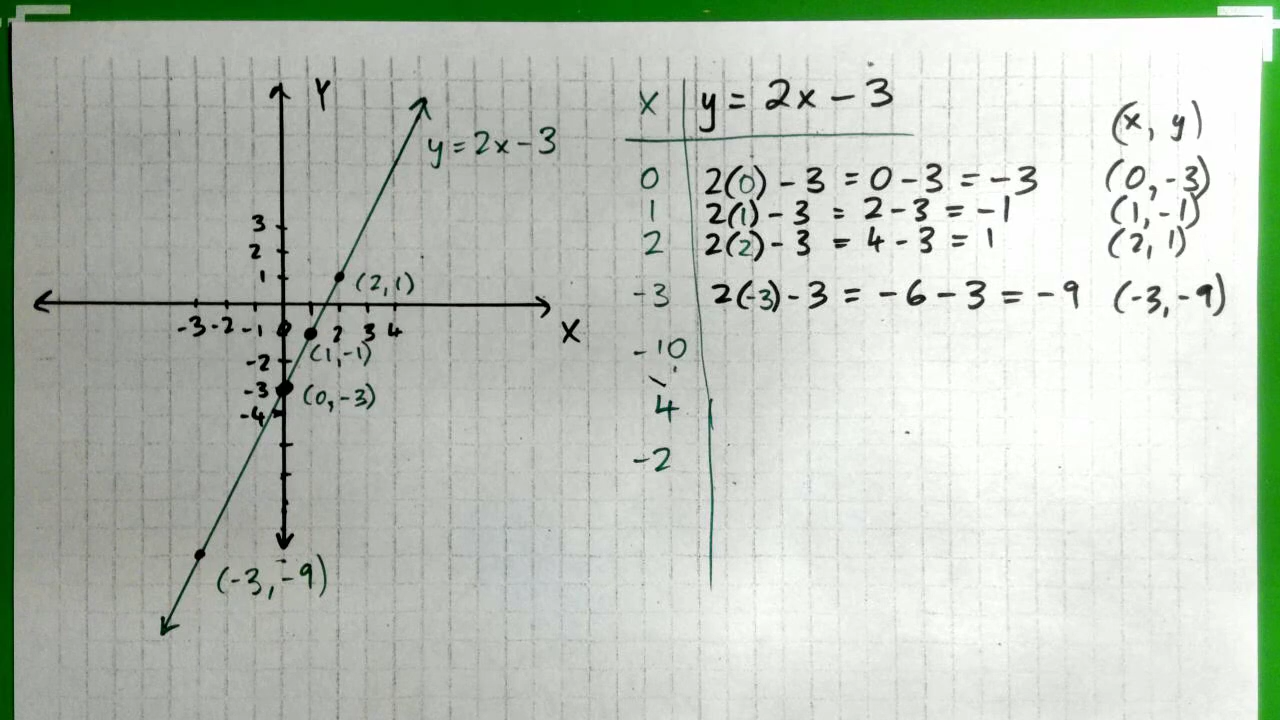 Y
y = 2x - 3
3
2
1
(2, 1)
-3 -2 -1 0 2 3 4
X
(1, -1)
-2
-3
(0, -3)
-4
(-3, -9)
x y = 2x - 3 (x, y)
0 2(0) - 3 = 0 - 3 = -3 (0, -3)
1 2(1) - 3 = 2 - 3 = -1 (1, -1)
2 2(2) - 3 = 4 - 3 = 1 (2, 1)
-3 2(-3) - 3 = -6 - 3 = -9 (-3, -9)
-10
4
-2